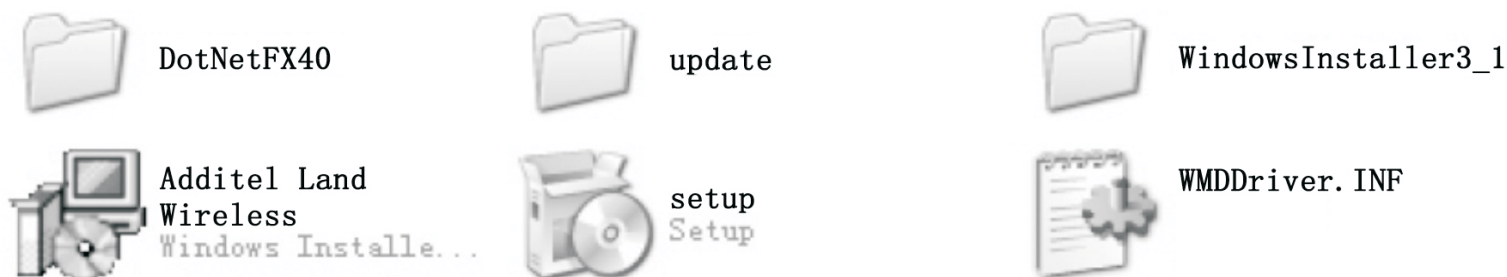 DotNetFX40
update
WindowsInstaller3_1
Additel Land
Wireless
Windows Installe...
setup
Setup
WMDDriver.INF